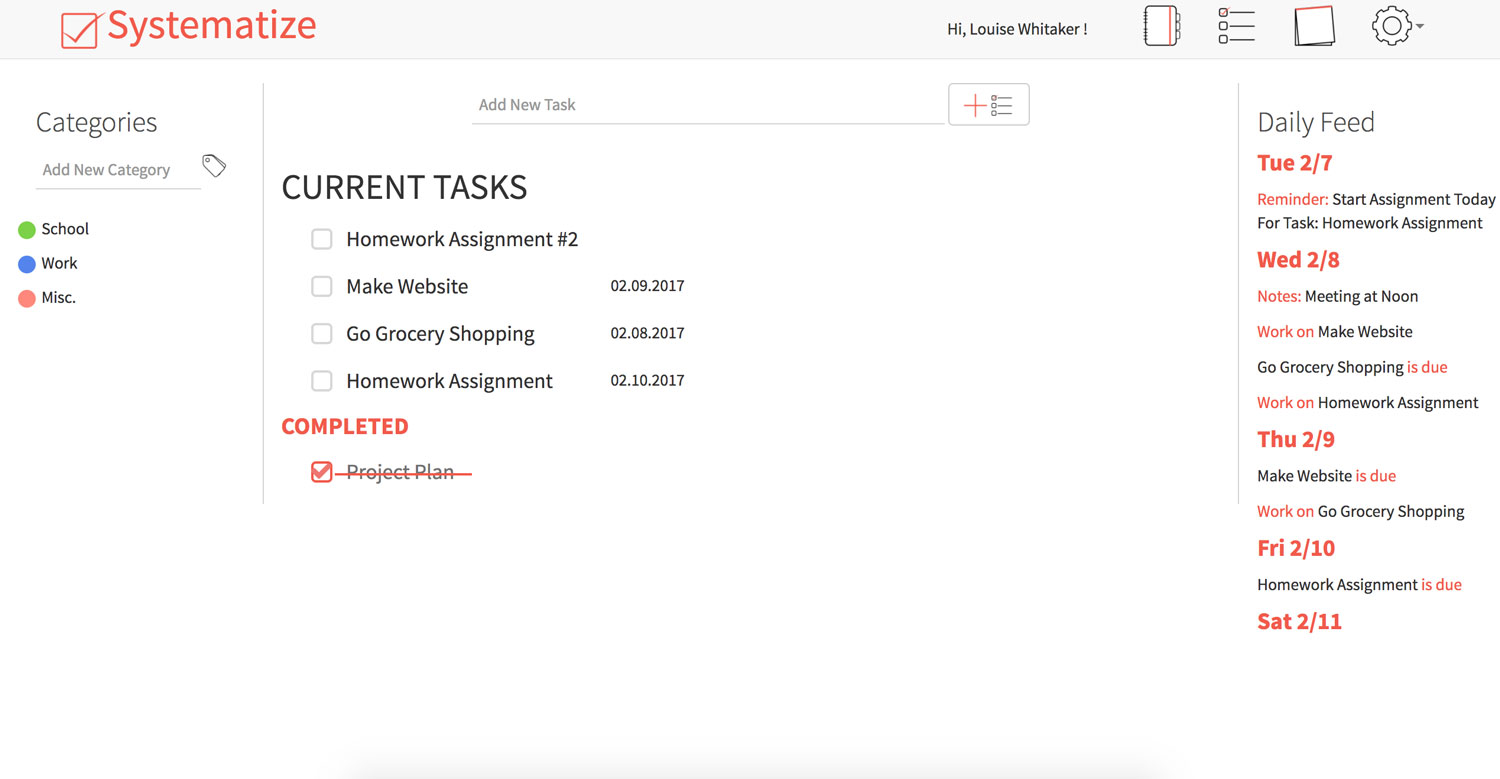 Systematize
Hi, Louise Whitaker !
Categories
Add New Category
School
Work
Misc.
Add New Task
CURRENT TASKS
Homework Assignment #2
Make Website 02.09.2017
Go Grocery Shopping 02.08.2017
Homework Assignment 02.10.2017
COMPLETED
Project Plan
Daily Feed
Tue 2/7
Reminder: Start Assignment Today
For Task: Homework Assignment
Wed 2/8
Notes: Meeting at Noon
Work on Make Website
Go Grocery Shopping is due
Work on Homework Assignment
Thu 2/9
Make Website is due
Work on Go Grocery Shopping
Fri 2/10
Homework Assignment is due
Sat 2/11